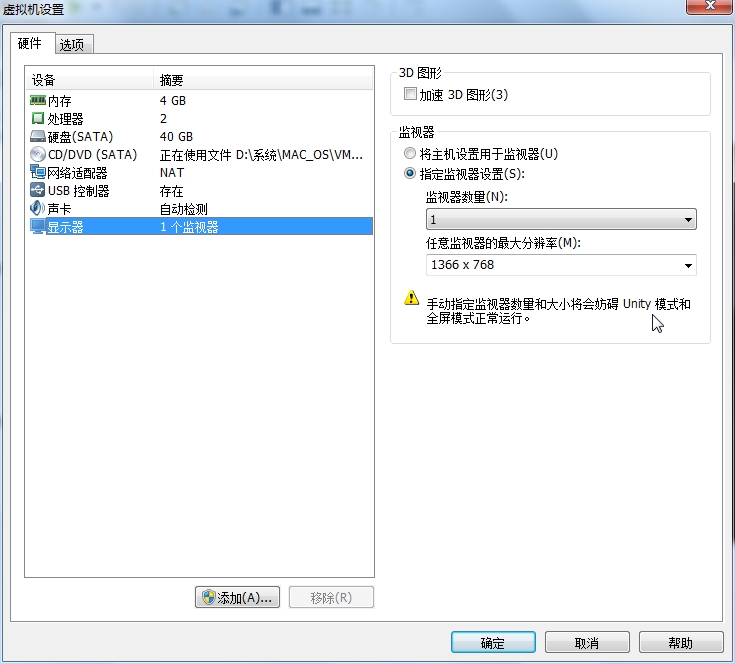 虚拟机设置
硬件 选项
设备 摘要
内存 4 GB
处理器 2
硬盘(SATA) 40 GB
CD/DVD (SATA) 正在使用文件 D:\系统\MAC_OS\VM...
网络适配器 NAT
USB 控制器 存在
声卡 自动检测
显示器 1 个监视器
添加(A)... 移除(R)
3D 图形
加速 3D 图形(3)
监视器
将主机设置用于监视器(U)
指定监视器设置(S):
监视器数量(N):
1
任意监视器的最大分辨率(M):
1366 x 768
手动指定监视器数量和大小将会妨碍 Unity 模式和
全屏模式正常运行。
确定 取消 帮助